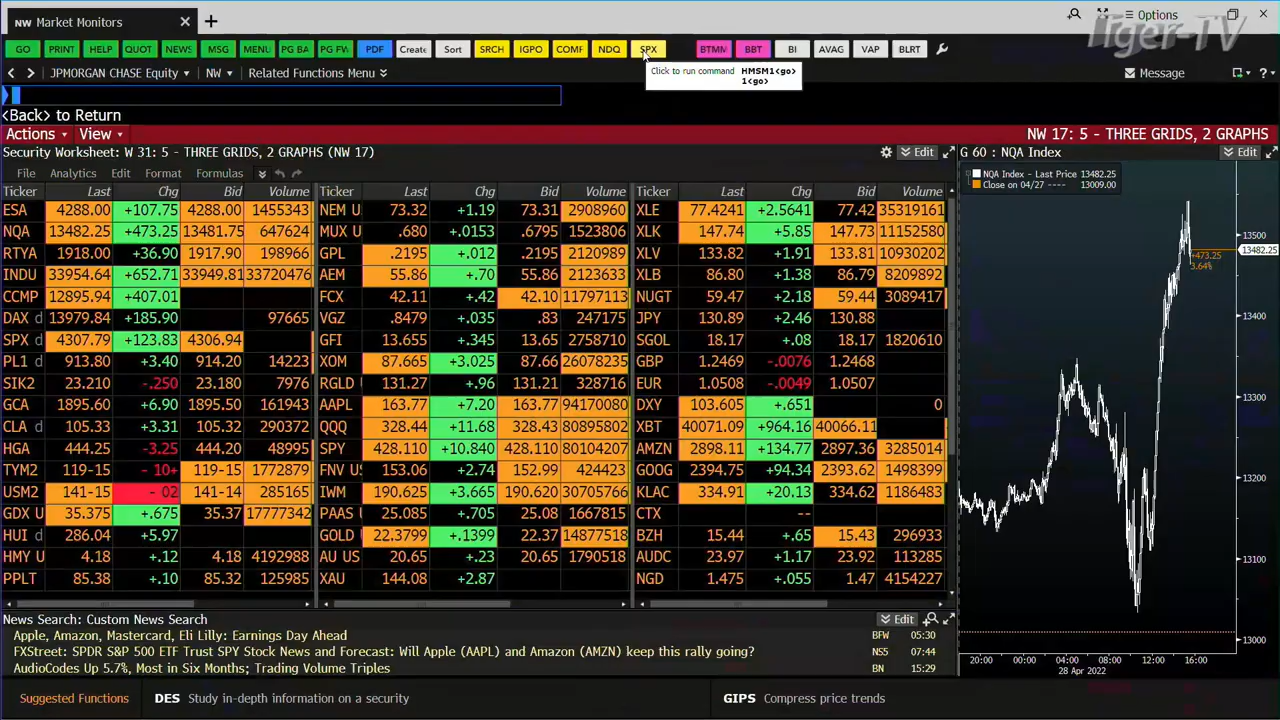 NW Market Monitors
Options
Tiger-TV
GO PRINT HELP QUOT NEWS MSG MENU PG BA PG FW PDF Create Sort SRCH IGPO COMF NDQ SPX BTMM BBT BI AVAG VAP BLRT
JPMORGAN CHASE Equity NW Related Functions Menu
Click to run command HMSM1<go>
1<go>
Message
<Back> to Return
Actions View NW 17: 5 - THREE GRIDS, 2 GRAPHS
Security Worksheet: W 31: 5 - THREE GRIDS, 2 GRAPHS (NW 17) Edit
G 60 : NQA Index Edit
File Analytics Edit Format Formulas
Ticker Last Chg Bid Volume Ticker Last Chg Bid Volume Ticker Last Chg Bid Volume
ESA 4288.00 +107.75 4288.00 1455343 NEM U 73.32 +1.19 73.31 2908960 XLE 77.4241 +2.5641 77.42 35319161
NQA 13482.25 +473.25 13481.75 647624 MUX U .680 +.0153 .6795 1523806 XLK 147.74 +5.85 147.73 11152580
RTYA 1918.00 +36.90 1917.90 198966 GPL .2195 +.012 .2195 2120989 XLV 133.82 +1.91 133.81 10930202
INDU 33954.64 +652.71 33949.81 33720476 AEM 55.86 +.70 55.86 2123633 XLB 86.80 +1.38 86.79 8209892
CCMP 12895.94 +407.01 FCX 42.11 +.42 42.10 11797113 NUGT 59.47 +2.18 59.44 3089417
DAX d 13979.84 +185.90 97665 VGZ .8479 +.035 .83 247175 JPY 130.89 +2.46 130.88
SPX d 4307.79 +123.83 4306.94 GFI 13.655 +.345 13.65 2758710 SGOL 18.17 +.08 18.17 1820610
PL1 d 913.80 +3.40 914.20 14223 XOM 87.665 +3.025 87.66 26078235 GBP 1.2469 -.0076 1.2468
SIK2 23.210 -.250 23.180 7976 RGLD 131.27 +.96 131.21 328716 EUR 1.0508 -.0049 1.0507
GCA 1895.60 +6.90 1895.50 161943 AAPL 163.77 +7.20 163.77 94170080 DXY 103.605 +.651 0
CLA d 105.33 +3.31 105.32 290372 QQQ 328.44 +11.68 328.43 80895802 XBT 40071.09 +964.16 40066.11
HGA 444.25 -3.25 444.20 48995 SPY 428.110 +10.840 428.110 80104207 AMZN 2898.11 +134.77 2897.36 3285014
TYM2 119-15 - 10+ 119-15 1772879 FNV US 153.06 +2.74 152.99 424423 GOOG 2394.75 +94.34 2393.62 1498399
USM2 141-15 - 02 141-14 285165 IWM 190.625 +3.665 190.620 30705766 KLAC 334.91 +20.13 334.62 1186483
GDX U 35.375 +.675 35.37 17777342 PAAS 25.085 +.705 25.08 1667815 CTX --
HUI d 286.04 +5.97 GOLD 22.3799 +.1399 22.37 14877518 BZH 15.44 +.65 15.43 296933
HMY U 4.18 +.12 4.18 4192988 AU US 20.65 +.23 20.65 1790518 AUDC 23.97 +1.17 23.92 113285
PPLT 85.38 +.10 85.32 125985 XAU 144.08 +2.87 NGD 1.475 +.055 1.47 4154227
NQA Index - Last Price 13482.25
Close on 04/27 ---- 13009.00
13500
13482.25
+473.25
3.64%
13400
13300
13200
13100
13000
20:00 00:00 04:00 08:00 12:00 16:00
28 Apr 2022
News Search: Custom News Search Edit
Apple, Amazon, Mastercard, Eli Lilly: Earnings Day Ahead BFW 05:30
FXStreet: SPDR S&P 500 ETF Trust SPY Stock News and Forecast: Will Apple (AAPL) and Amazon (AMZN) keep this rally going? NS5 07:44
AudioCodes Up 5.7%, Most in Six Months; Trading Volume Triples BN 15:29
Suggested Functions DES Study in-depth information on a security GIPS Compress price trends